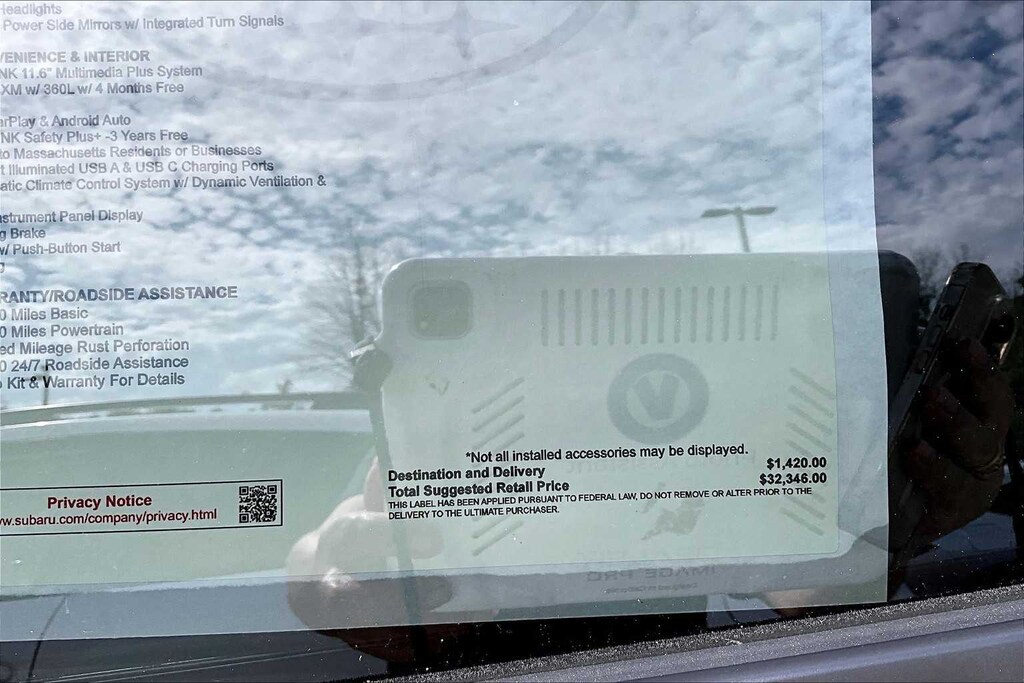 Headlights
Power Side Mirrors w/ Integrated Turn Signals
VENIENCE & INTERIOR
NK 11.6" Multimedia Plus System
XM w/ 360L w/ 4 Months Free
arPlay & Android Auto
NK Safety Plus+ -3 Years Free
to Massachusetts Residents or Businesses
t Illuminated USB A & USB C Charging Ports
atic Climate Control System w/ Dynamic Ventilation &
nstrument Panel Display
g Brake
w/ Push-Button Start
g
RANTY/ROADSIDE ASSISTANCE
0 Miles Basic
0 Miles Powertrain
ed Mileage Rust Perforation
0 24/7 Roadside Assistance
Kit & Warranty For Details
*Not all installed accessories may be displayed.
Destination and Delivery $1,420.00
Total Suggested Retail Price $32,346.00
THIS LABEL HAS BEEN APPLIED PURSUANT TO FEDERAL LAW, DO NOT REMOVE OR ALTER PRIOR TO THE
DELIVERY TO THE ULTIMATE PURCHASER.
Privacy Notice
ww.subaru.com/company/privacy.html
IMAGE PRO